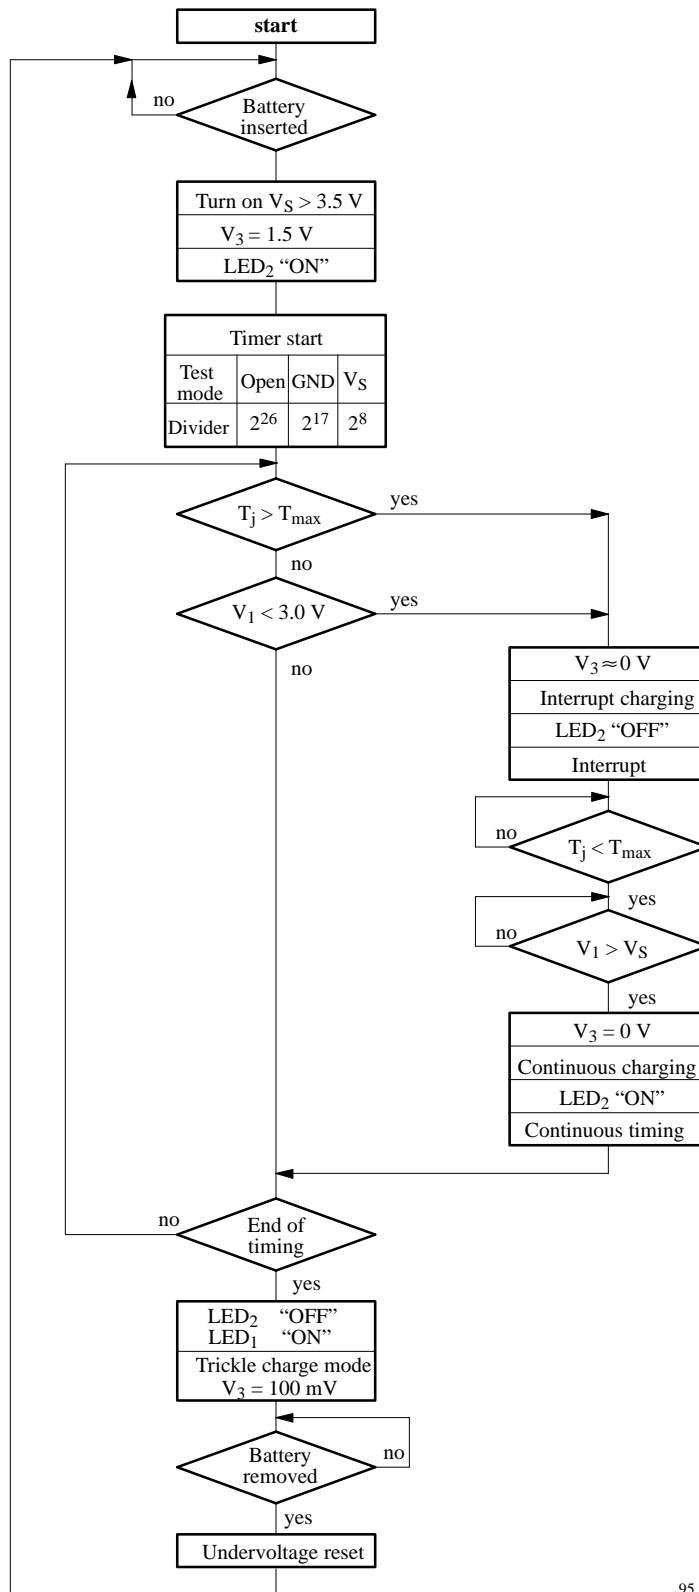 start
no
Battery
inserted
Turn on V_S > 3.5 V
V_3 = 1.5 V
LED_2 “ON”
Timer start
Test
mode
Open
GND
V_S
Divider
2^26
2^17
2^8
T_j > T_max
yes
no
V_1 < 3.0 V
yes
no
V_3 ≈ 0 V
Interrupt charging
LED_2 “OFF”
Interrupt
no
T_j < T_max
yes
no
V_1 > V_S
yes
V_3 = 0 V
Continuous charging
LED_2 “ON”
Continuous timing
no
End of
timing
yes
LED_2 “OFF”
LED_1 “ON”
Trickle charge mode
V_3 = 100 mV
Battery
removed
no
yes
Undervoltage reset
95